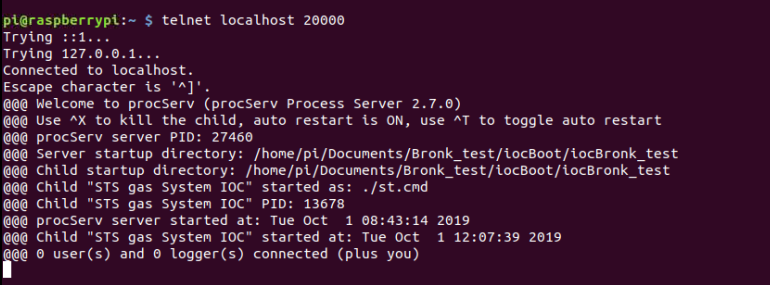 pi@raspberrypi:~ $ telnet localhost 20000
Trying ::1...
Trying 127.0.0.1...
Connected to localhost.
Escape character is '^]'.
@@@ Welcome to procServ (procServ Process Server 2.7.0)
@@@ Use ^X to kill the child, auto restart is ON, use ^T to toggle auto restart
@@@ procServ server PID: 27460
@@@ Server startup directory: /home/pi/Documents/Bronk_test/iocBoot/iocBronk_test
@@@ Child startup directory: /home/pi/Documents/Bronk_test/iocBoot/iocBronk_test
@@@ Child "STS gas System IOC" started as: ./st.cmd
@@@ Child "STS gas System IOC" PID: 13678
@@@ procServ server started at: Tue Oct  1 08:43:14 2019
@@@ Child "STS gas System IOC" started at: Tue Oct  1 12:07:39 2019
@@@ 0 user(s) and 0 logger(s) connected (plus you)